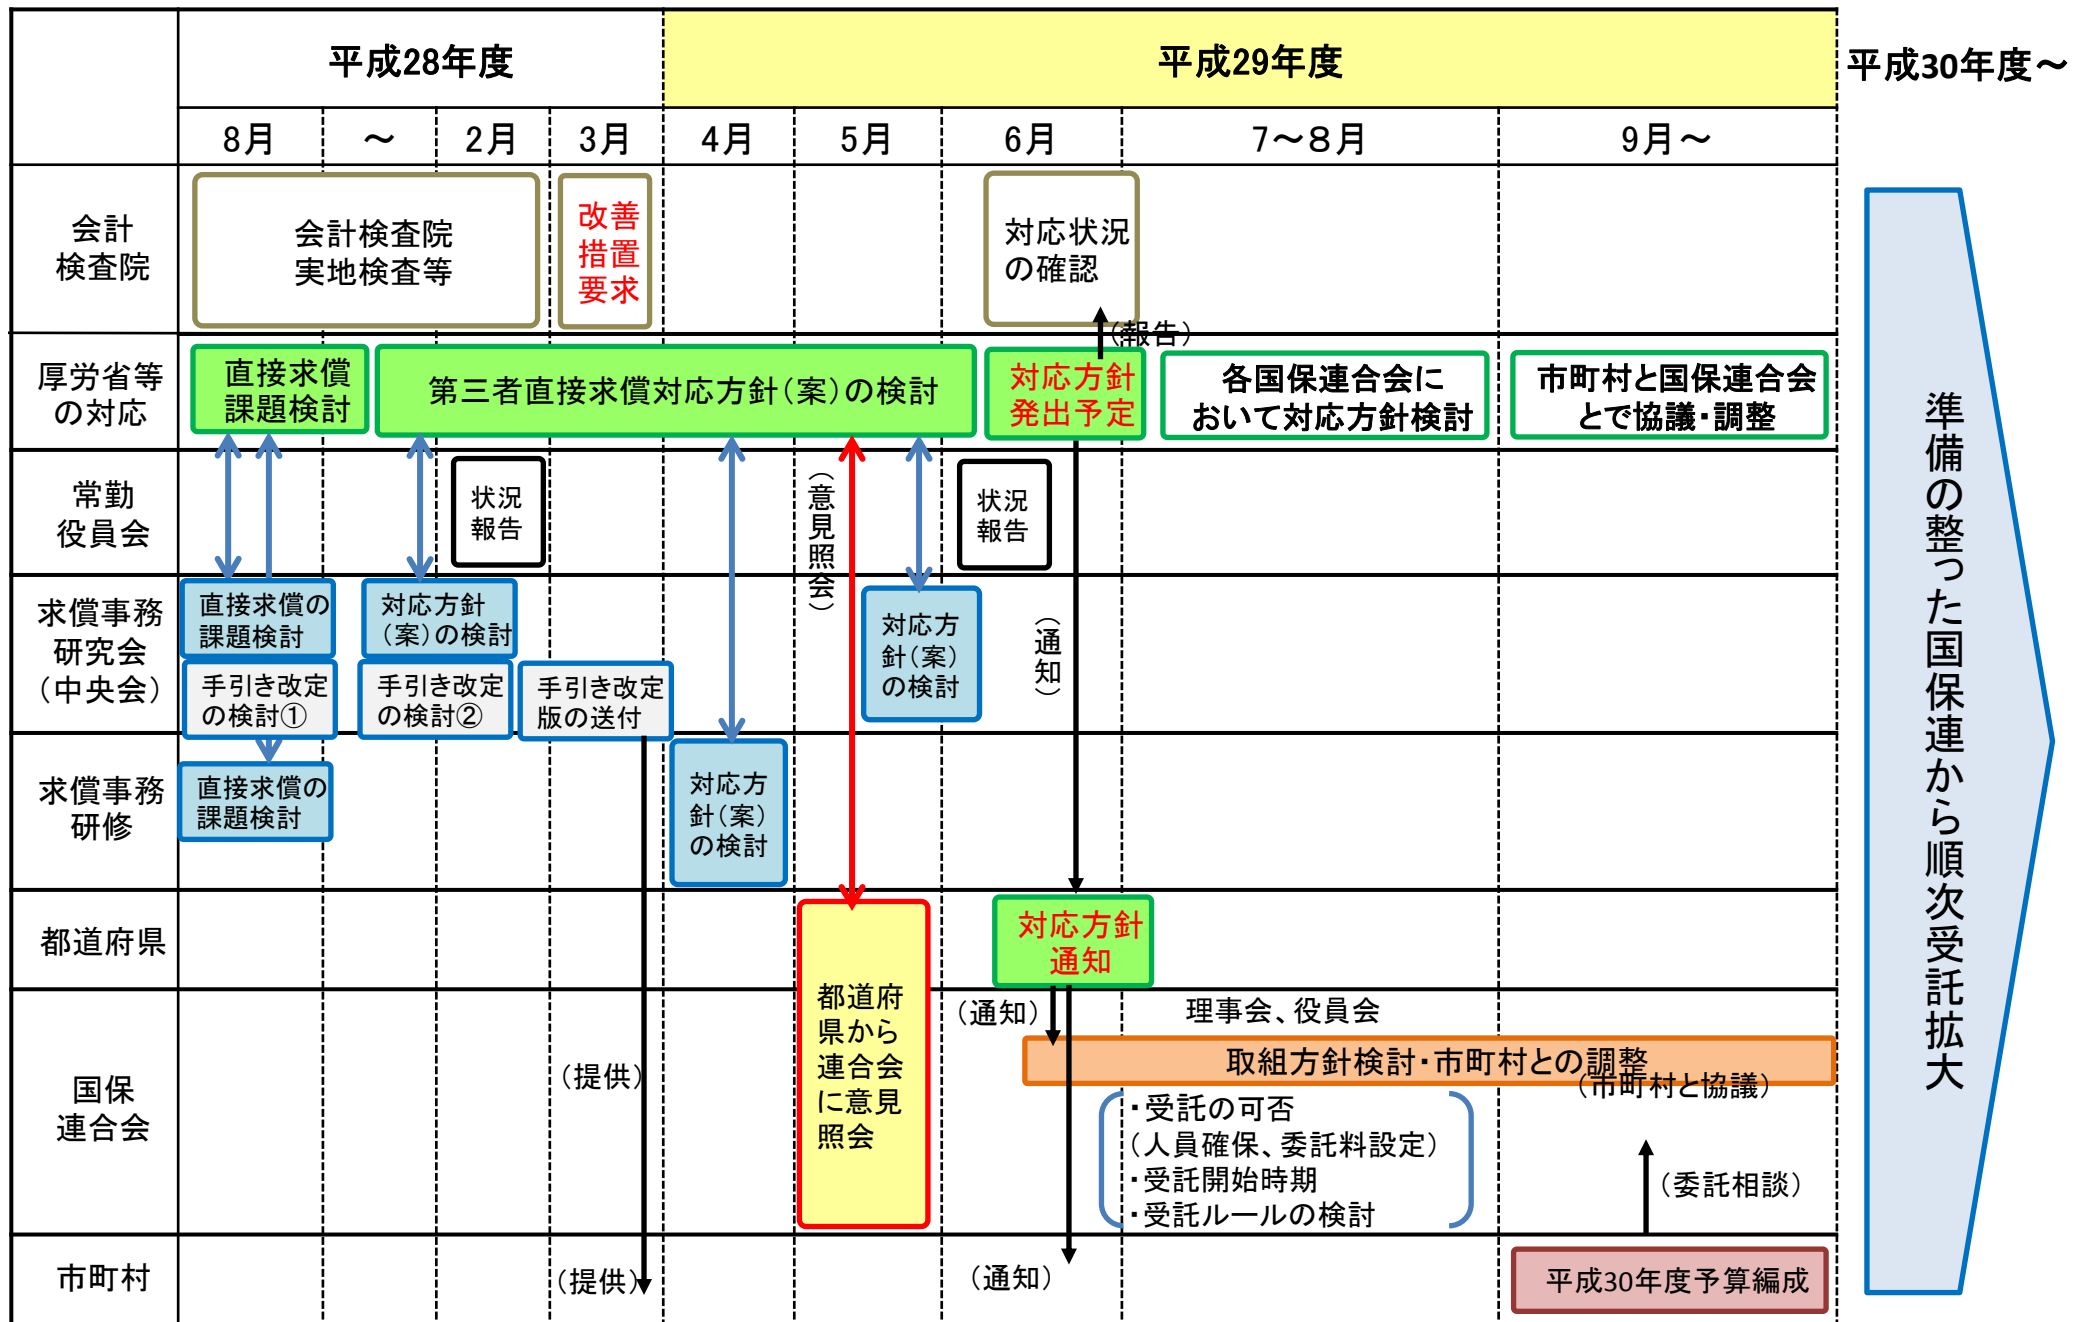 平成28年度
平成29年度
平成30年度～
8月
～
2月
3月
4月
5月
6月
7～８月
9月～
会計
検査院
会計検査院
実地検査等
改善
措置
要求
対応状況
の確認
（報告）
厚労省等
の対応
直接求償
課題検討
第三者直接求償対応方針（案）の検討
対応方針
発出予定
各国保連合会に
おいて対応方針検討
市町村と国保連合会
とで協議・調整
常勤
役員会
状況
報告
（意見照会）
状況
報告
求償事務
研究会
（中央会）
直接求償の
課題検討
手引き改定
の検討①
対応方針
（案）の検討
手引き改定
の検討②
手引き改定
版の送付
対応方
針（案）
の検討
（通知）
求償事務
研修
直接求償の
課題検討
対応方
針（案）
の検討
都道府県
対応方針
通知
国保
連合会
（提供）
都道府
県から
連合会
に意見
照会
（通知）
理事会、役員会
取組方針検討・市町村との調整
（市町村と協議）
・受託の可否
（人員確保、委託料設定）
・受託開始時期
・受託ルールの検討
（委託相談）
市町村
（提供）
（通知）
平成30年度予算編成
準備の整った国保連から順次受託拡大